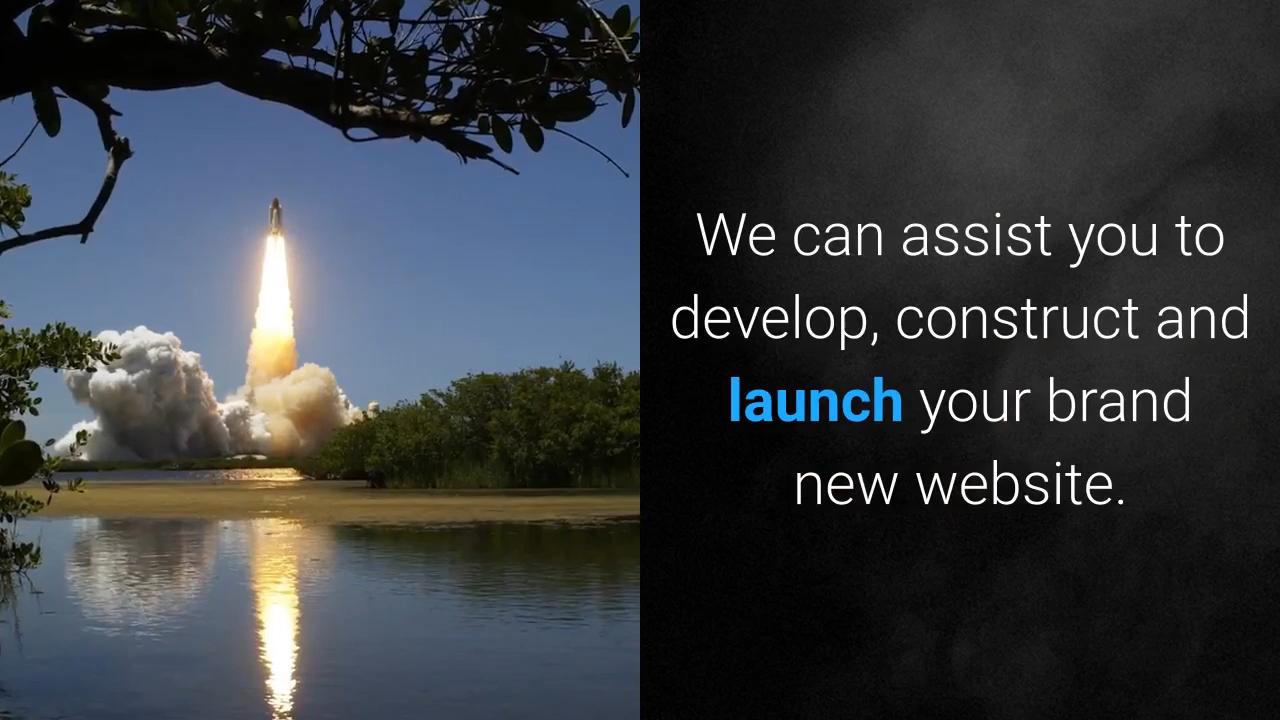 We can assist you to
develop, construct and
launch your brand
new website.